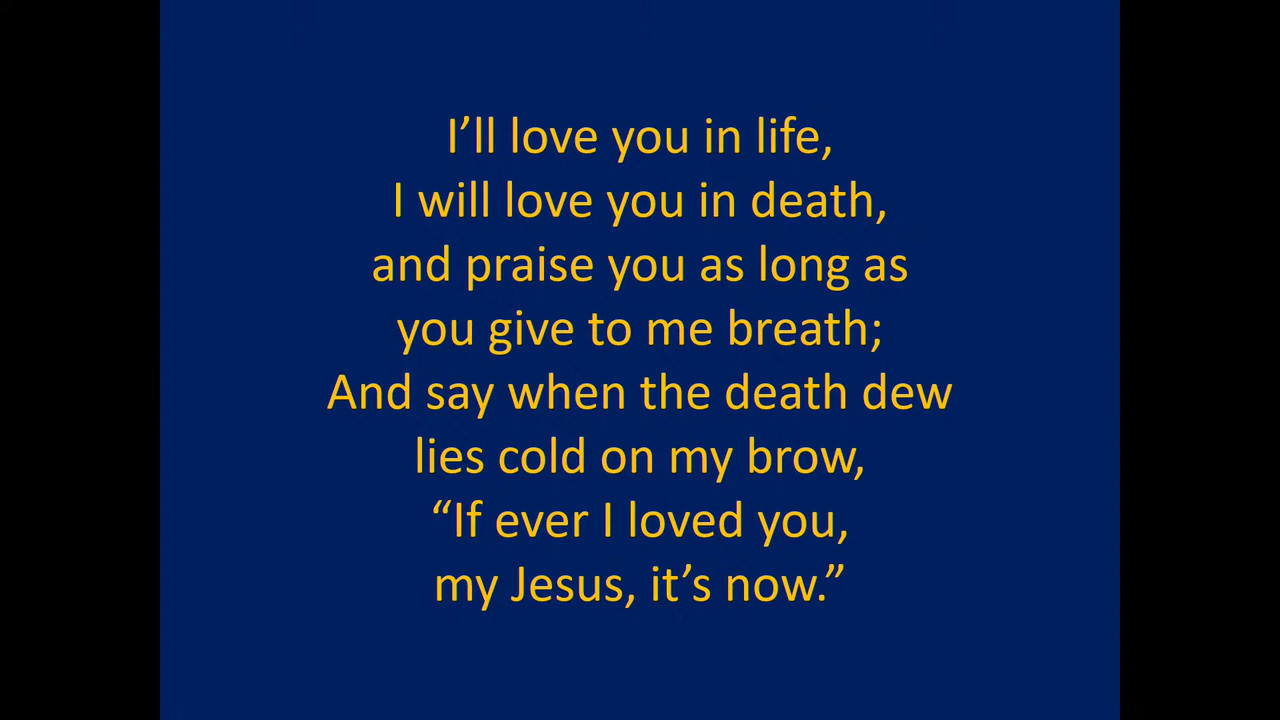 I’ll love you in life,
I will love you in death,
and praise you as long as
you give to me breath;
And say when the death dew
lies cold on my brow,
“If ever I loved you,
my Jesus, it’s now.”